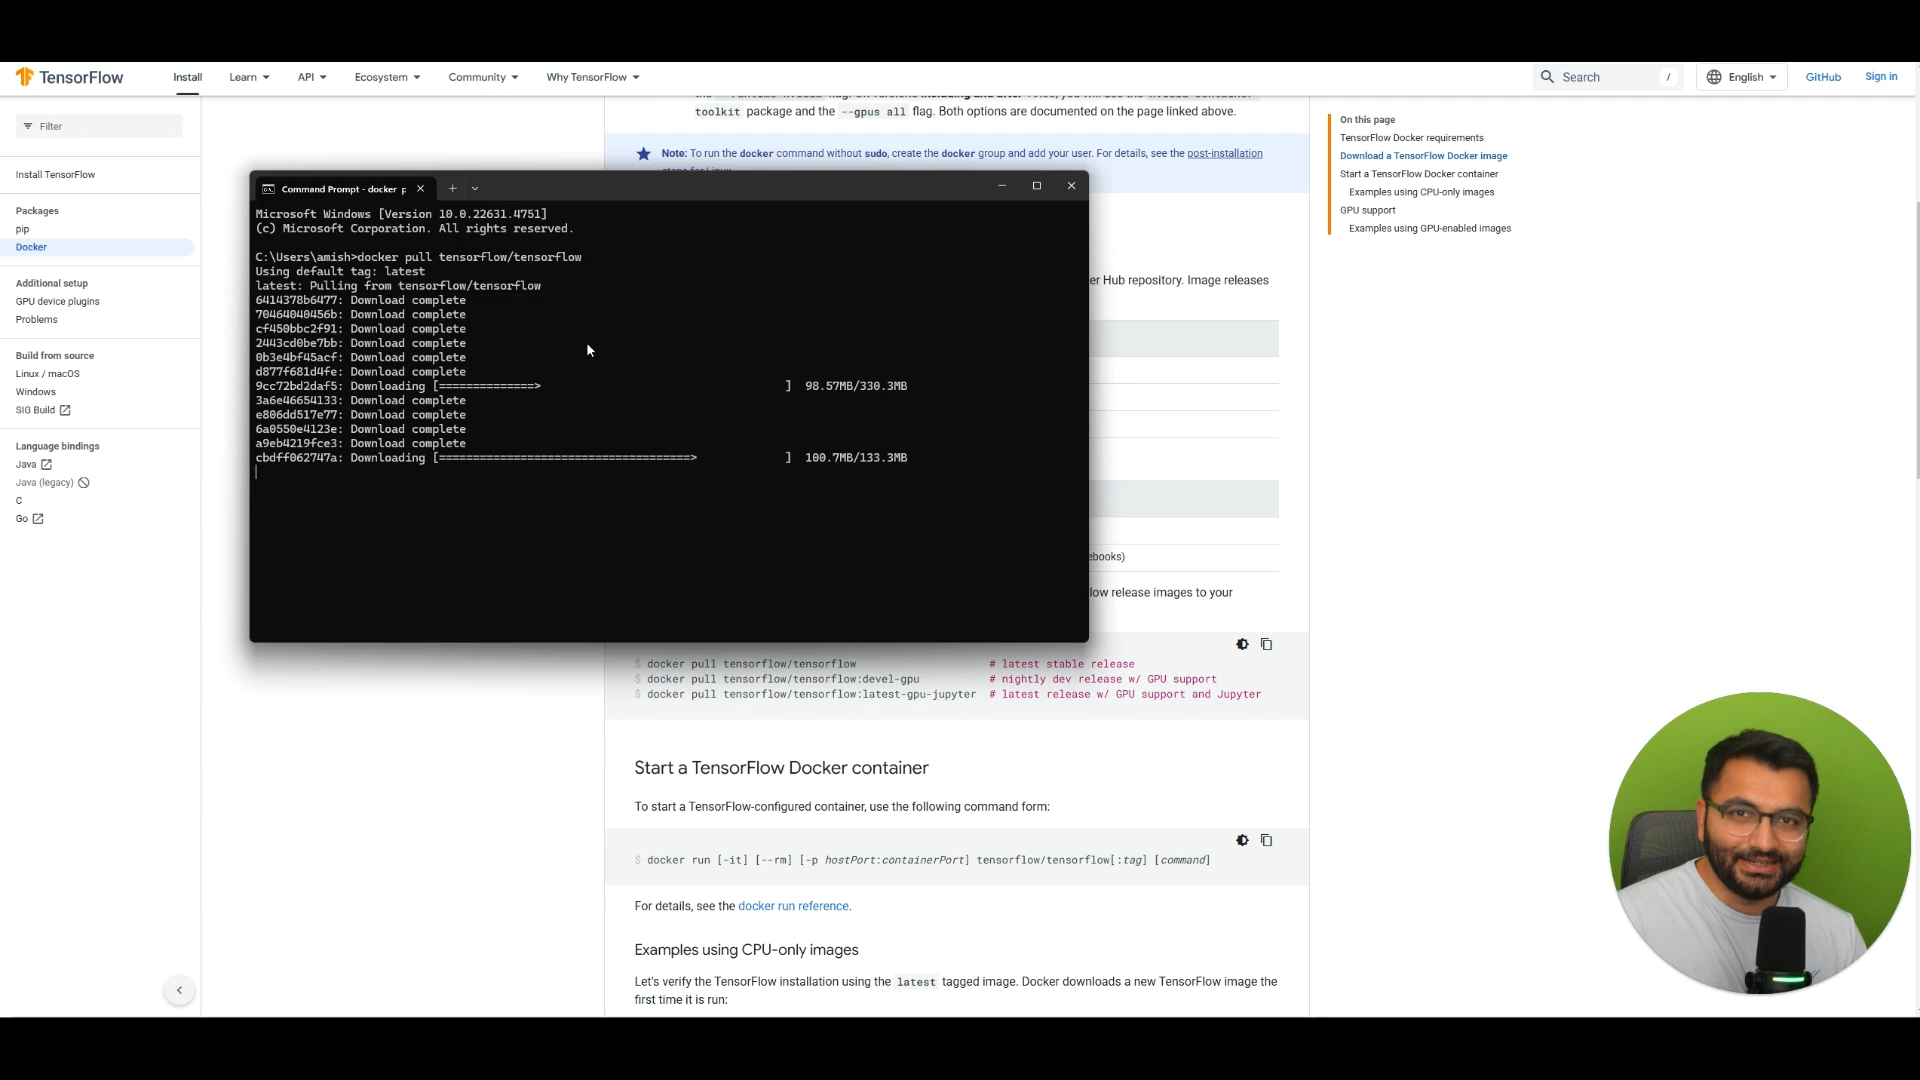 TensorFlow
Install
Learn
API
Ecosystem
Community
Why TensorFlow
Search
/
English
GitHub
Sign in
Filter
Install TensorFlow
Packages
pip
Docker
Additional setup
GPU device plugins
Problems
Build from source
Linux / macOS
Windows
SIG Build
Language bindings
Java
Java (legacy)
C
Go
toolkit package and the --gpus all flag. Both options are documented on the page linked above.
Note: To run the docker command without sudo, create the docker group and add your user. For details, see the post-installation
Command Prompt - docker p
Microsoft Windows [Version 10.0.22631.4751]
(c) Microsoft Corporation. All rights reserved.
C:\Users\amish>docker pull tensorflow/tensorflow
Using default tag: latest
latest: Pulling from tensorflow/tensorflow
6414378b6477: Download complete
70464040456b: Download complete
cf450bbc2f91: Download complete
2443cd0be7bb: Download complete
0b3e4bf45acf: Download complete
d877f681d4fe: Download complete
9cc72bd2daf5: Downloading [==============>                                    ]  98.57MB/330.3MB
3a6e46654133: Download complete
e806dd517e77: Download complete
6a0550e4123e: Download complete
a9eb4219fce3: Download complete
cbdff062747a: Downloading [=====================================>             ]  100.7MB/133.3MB
er Hub repository. Image releases
ebooks)
low release images to your
$ docker pull tensorflow/tensorflow # latest stable release
$ docker pull tensorflow/tensorflow:devel-gpu # nightly dev release w/ GPU support
$ docker pull tensorflow/tensorflow:latest-gpu-jupyter # latest release w/ GPU support and Jupyter
Start a TensorFlow Docker container
To start a TensorFlow-configured container, use the following command form:
$ docker run [-it] [--rm] [-p hostPort:containerPort] tensorflow/tensorflow[:tag] [command]
For details, see the docker run reference.
Examples using CPU-only images
Let's verify the TensorFlow installation using the latest tagged image. Docker downloads a new TensorFlow image the
first time it is run:
On this page
TensorFlow Docker requirements
Download a TensorFlow Docker image
Start a TensorFlow Docker container
Examples using CPU-only images
GPU support
Examples using GPU-enabled images